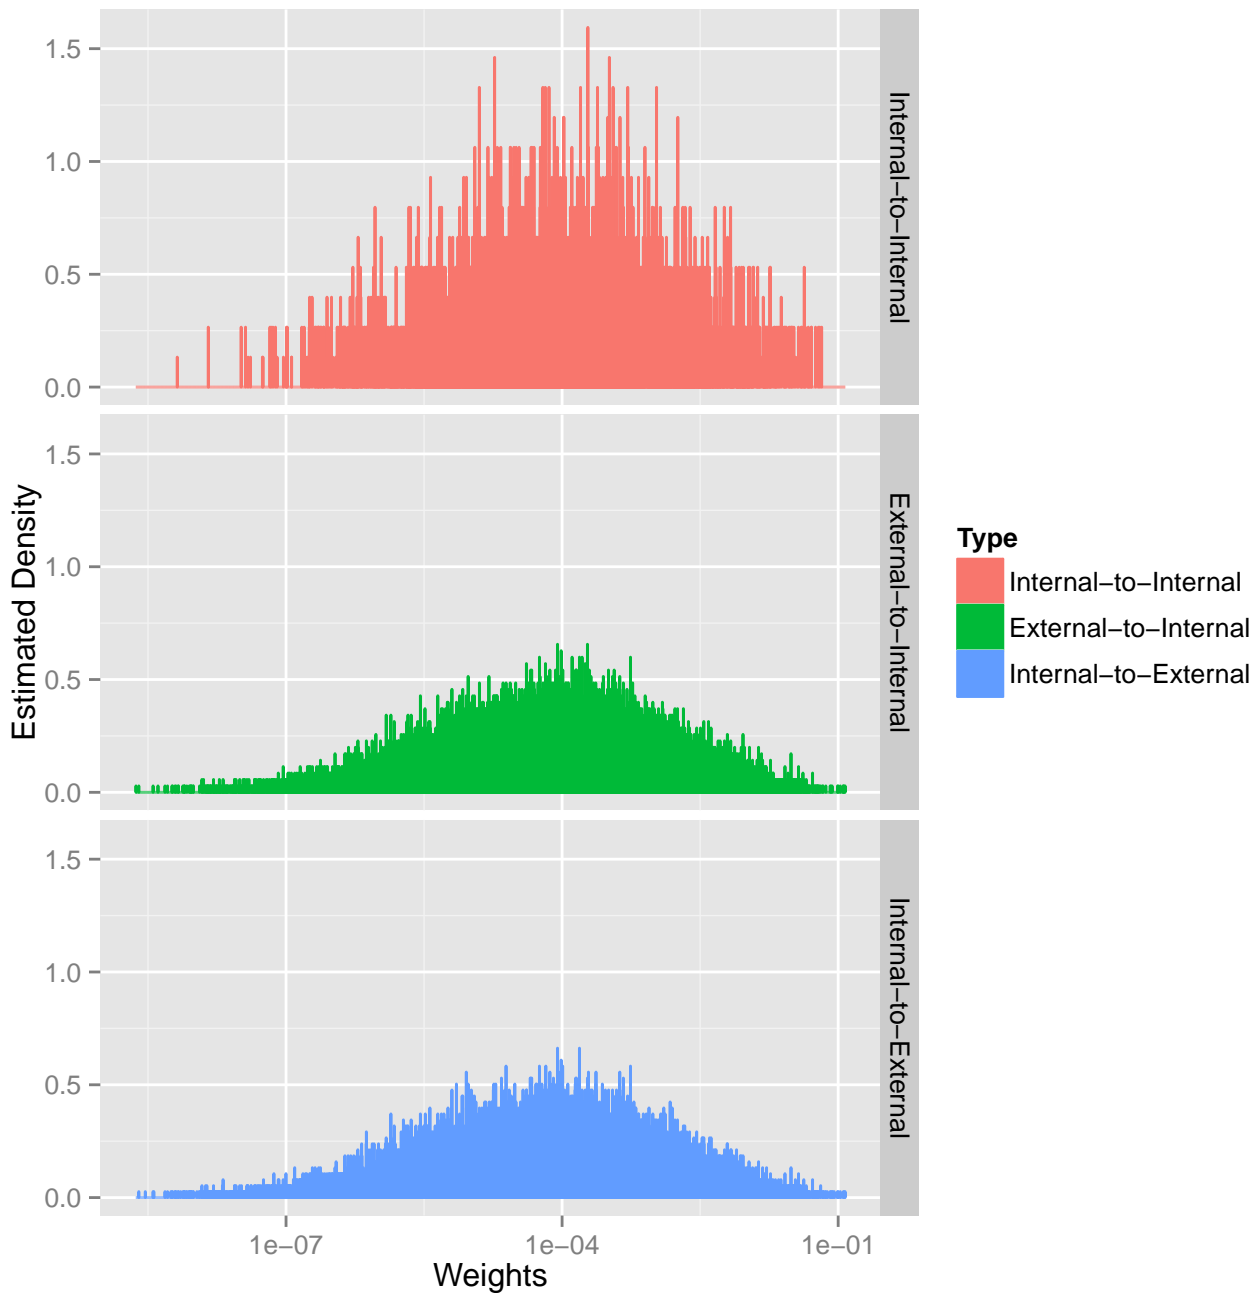 1.5
1.0
0.5
0.0
Internal−to−Internal
1.5
1.0
0.5
0.0
External−to−Internal
1.5
1.0
0.5
0.0
Internal−to−External
Estimated Density
1e−07
1e−04
1e−01
Weights
Type
Internal−to−Internal
External−to−Internal
Internal−to−External